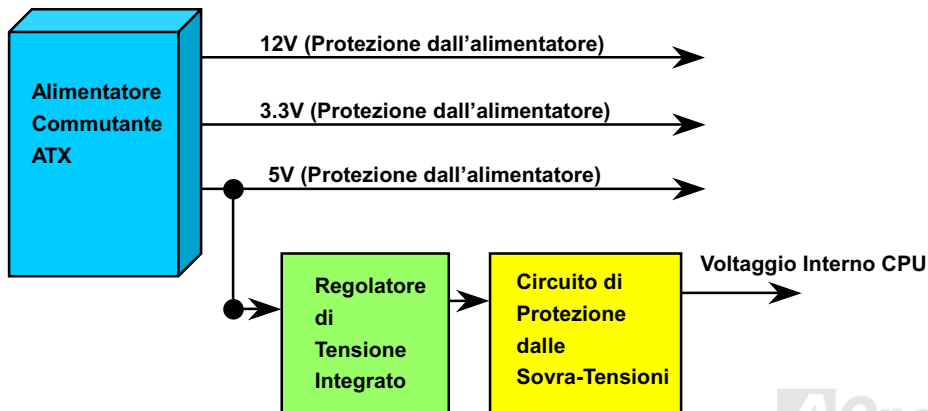 12V (Protezione dall'alimentatore)
Alimentatore
Commutante
ATX
3.3V (Protezione dall'alimentatore)
5V (Protezione dall'alimentatore)
Voltaggio Interno CPU
Regolatore
di
Tensione
Integrato
Circuito di
Protezione
dalle
Sovra-Tensioni